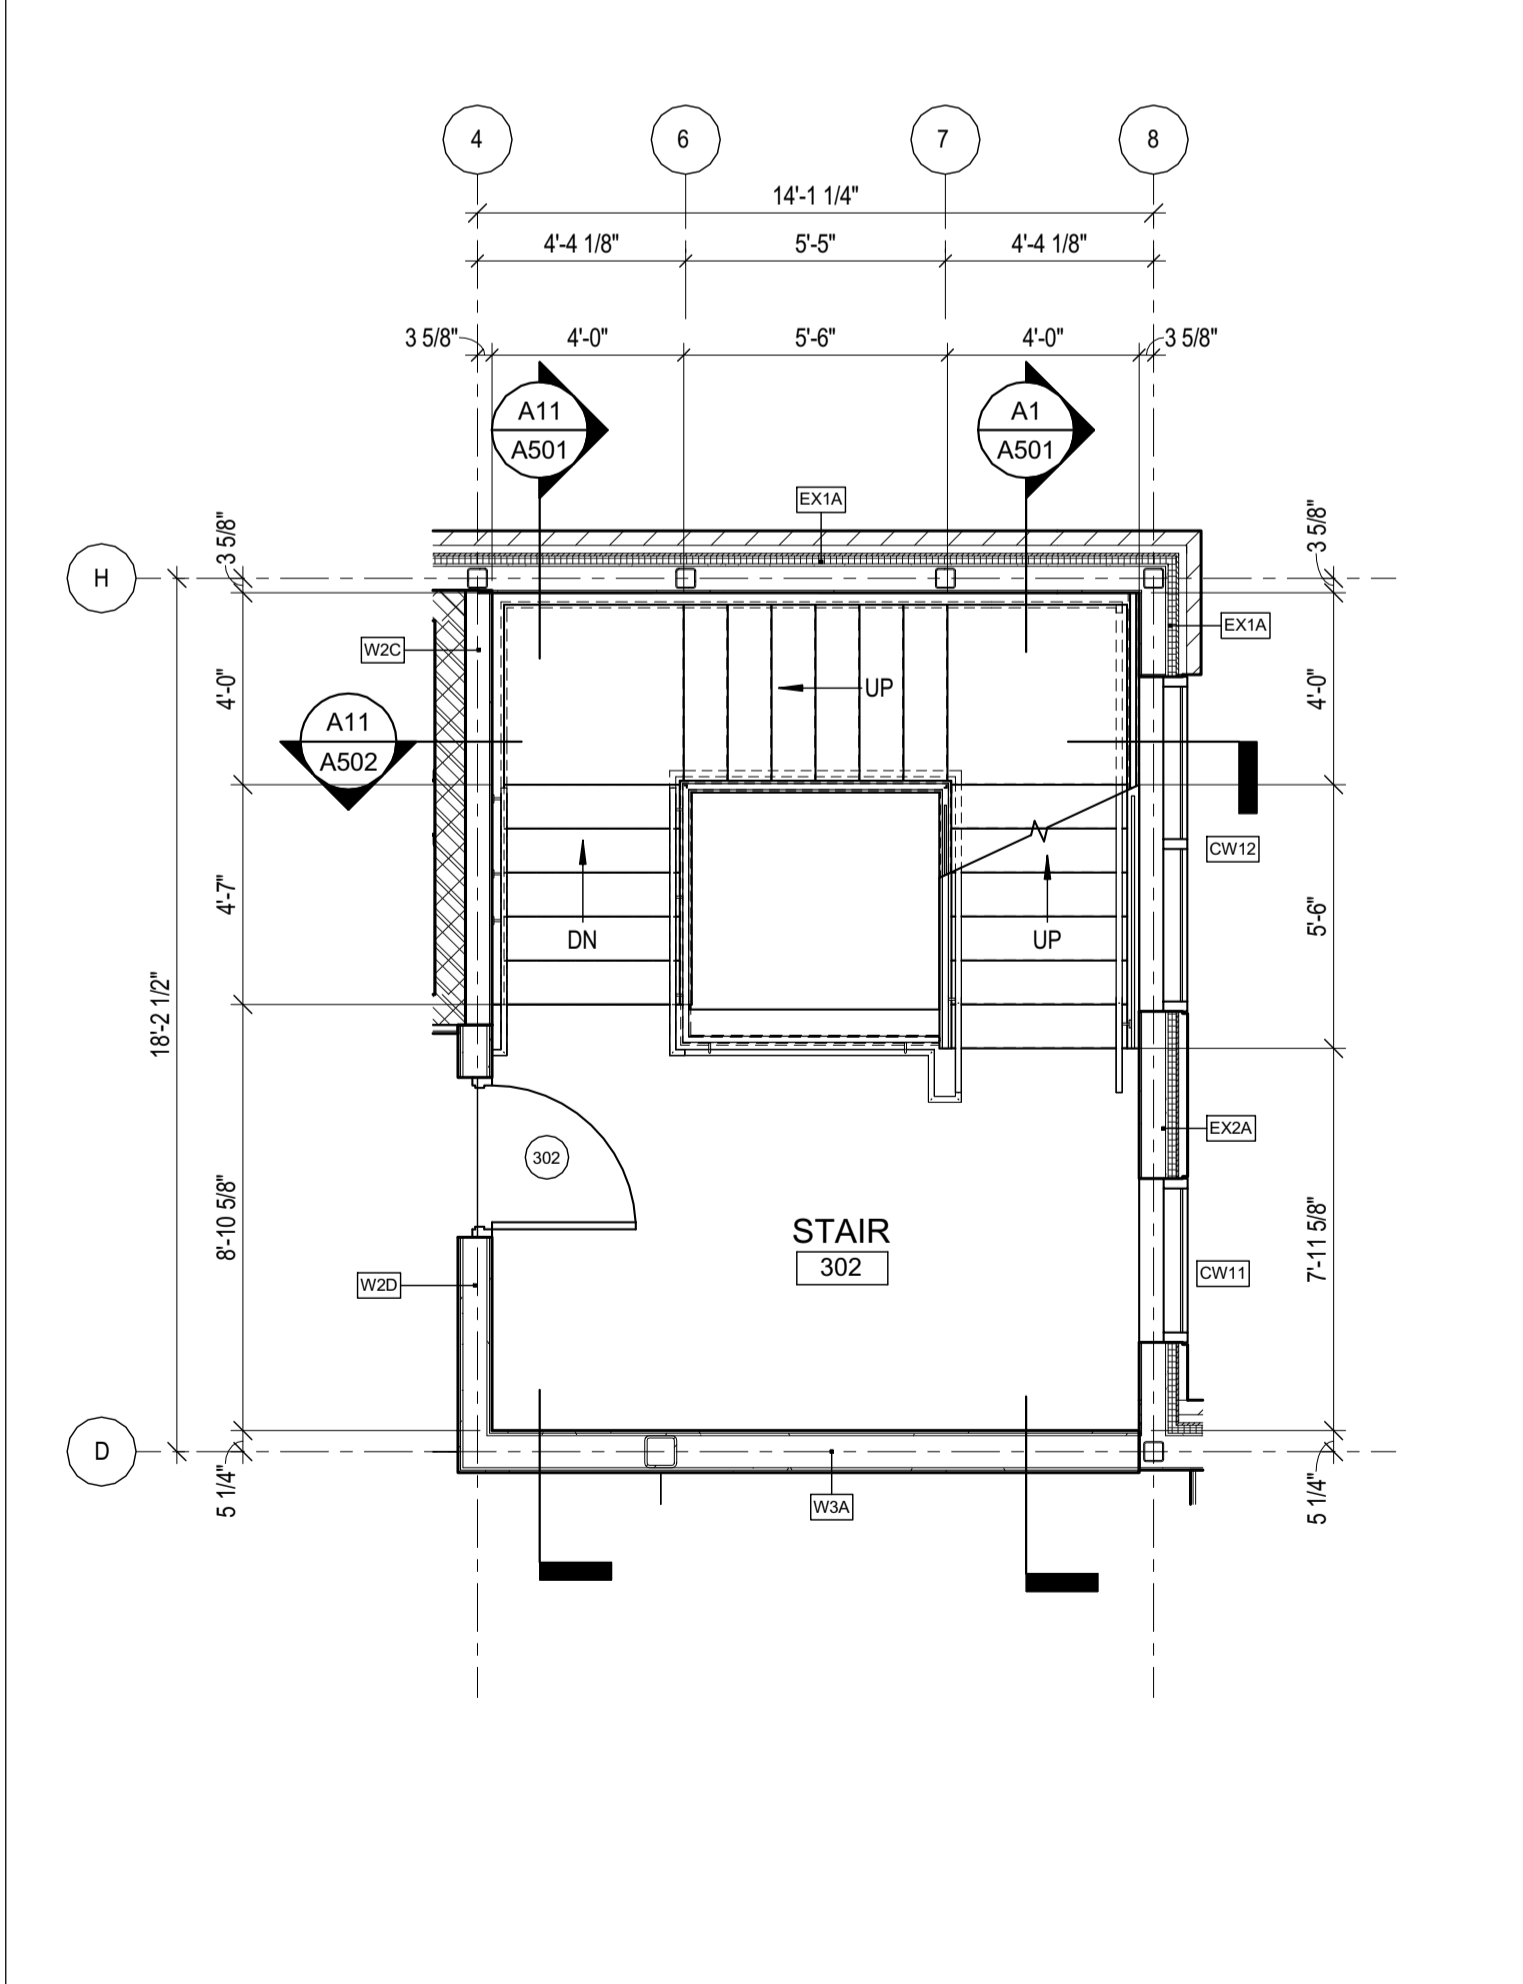 4 6 7 8
14'-1 1/4"
4'-4 1/8" 5'-5" 4'-4 1/8"
3 5/8" 4'-0" 5'-6" 4'-0" 3 5/8"
A11
A501
A1
A501
EX1A
3 5/8"
3 5/8"
H
EX1A
W2C
4'-0"
UP
4'-0"
A11
A502
CW12
4'-7"
DN
UP
5'-6"
18'-2 1/2"
EX2A
302
8'-10 5/8"
STAIR
302
7'-11 5/8"
CW11
W2D
D
5 1/4"
W3A
5 1/4"